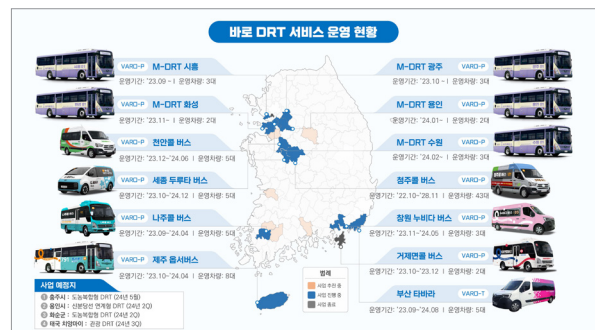 바로 DRT 서비스 운영 현황
VARO-P M-DRT 시흥
운영기간: '23.09 ~ I 운영차량: 3대
VARO-P M-DRT 화성
운영기간: '23.11~ I 운영차량: 2대
VARO-P 천안콜 버스
운영기간: '23.12~'24.06 I 운영차량: 5대
VARO-P 세종 두루타 버스
운영기간: '23.10~'24.12 I 운영차량: 5대
VARO-P 나주콜 버스
운영기간: '23.09~'24.04 I 운영차량: 5대
VARO-P 제주 옵서버스
운영기간: '23.10~'24.04 I 운영차량: 8대
M-DRT 광주 VARO-P
운영기간: '23.10 ~ I 운영차량: 3대
M-DRT 용인 VARO-P
운영기간: '24.01~ I 운영차량: 2대
M-DRT 수원 VARO-P
운영기간: '24.02~ I 운영차량: 3대
청주콜 버스 VARO-P
운영기간: '22.10~'28.11 I 운영차량: 43대
창원 누비다 버스 VARO-P
운영기간: '23.11~'24.05 I 운영차량: 3대
거제면콜 버스 VARO-P
운영기간: '23.10~'23.12 I 운영차량: 2대
부산 타바라 VARO-T
운영기간: '23.09~'24.08 I 운영차량: 5대
범례
사업 추진 중
사업 진행 중
사업 종료
사업 예정지
1 충주시 : 도농복합형 DRT (24년 5월)
2 용인시 : 신분당선 연계형 DRT (24년 2Q)
3 화순군 : 도농복합형 DRT (24년 2Q)
4 태국 치앙마이 : 관광 DRT (24년 3Q)